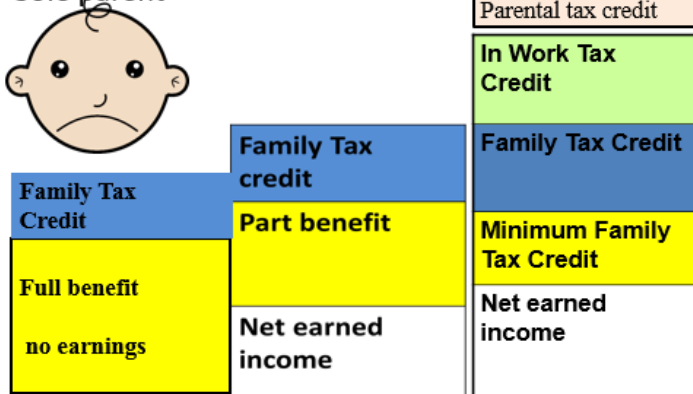 parent
Family Tax
Credit
Full benefit
no earnings
Family Tax
credit
Part benefit
Net earned
income
Parental tax credit
In Work Tax
Credit
Family Tax Credit
Minimum Family
Tax Credit
Net earned
income